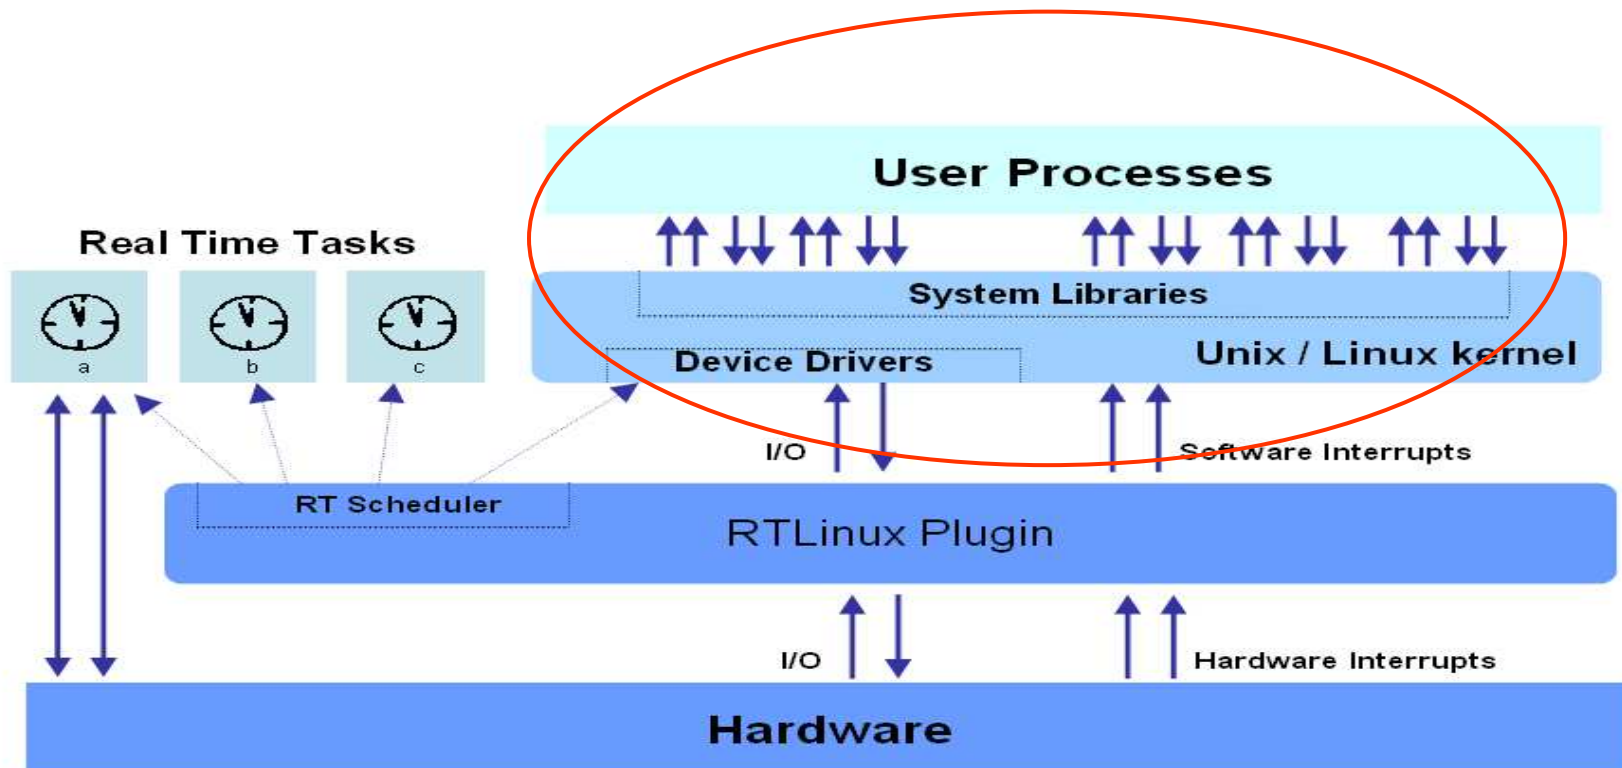 User Processes
Real Time Tasks
System Libraries
a
b
c
Device Drivers
Unix / Linux kernel
I/O
Software Interrupts
RT Scheduler
RTLinux Plugin
I/O
Hardware Interrupts
Hardware